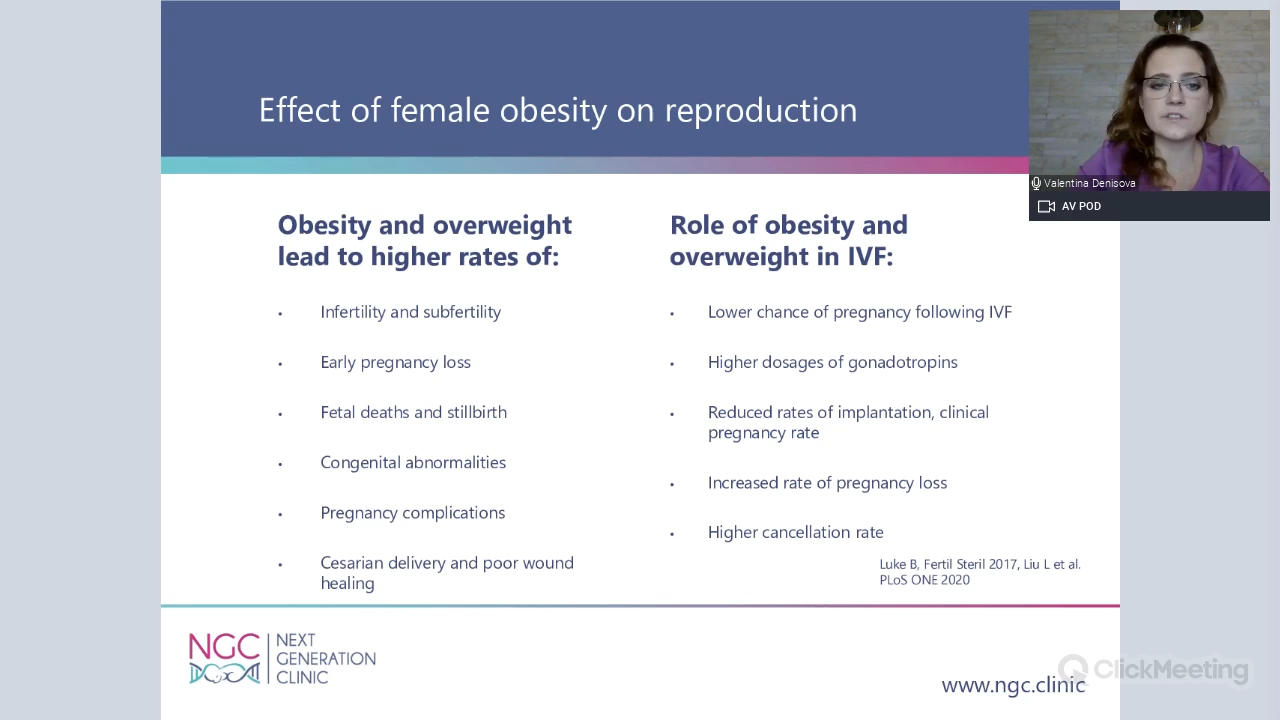 Effect of female obesity on reproduction
Valentina Denisova
AV POD
Obesity and overweight
lead to higher rates of:
Infertility and subfertility
Early pregnancy loss
Fetal deaths and stillbirth
Congenital abnormalities
Pregnancy complications
Cesarian delivery and poor wound
healing
Role of obesity and
overweight in IVF:
Lower chance of pregnancy following IVF
Higher dosages of gonadotropins
Reduced rates of implantation, clinical
pregnancy rate
Increased rate of pregnancy loss
Higher cancellation rate
Luke B, Fertil Steril 2017, Liu L et al.
PLoS ONE 2020
NGC
NEXT
GENERATION
CLINIC
ClickMeeting
www.ngc.clinic